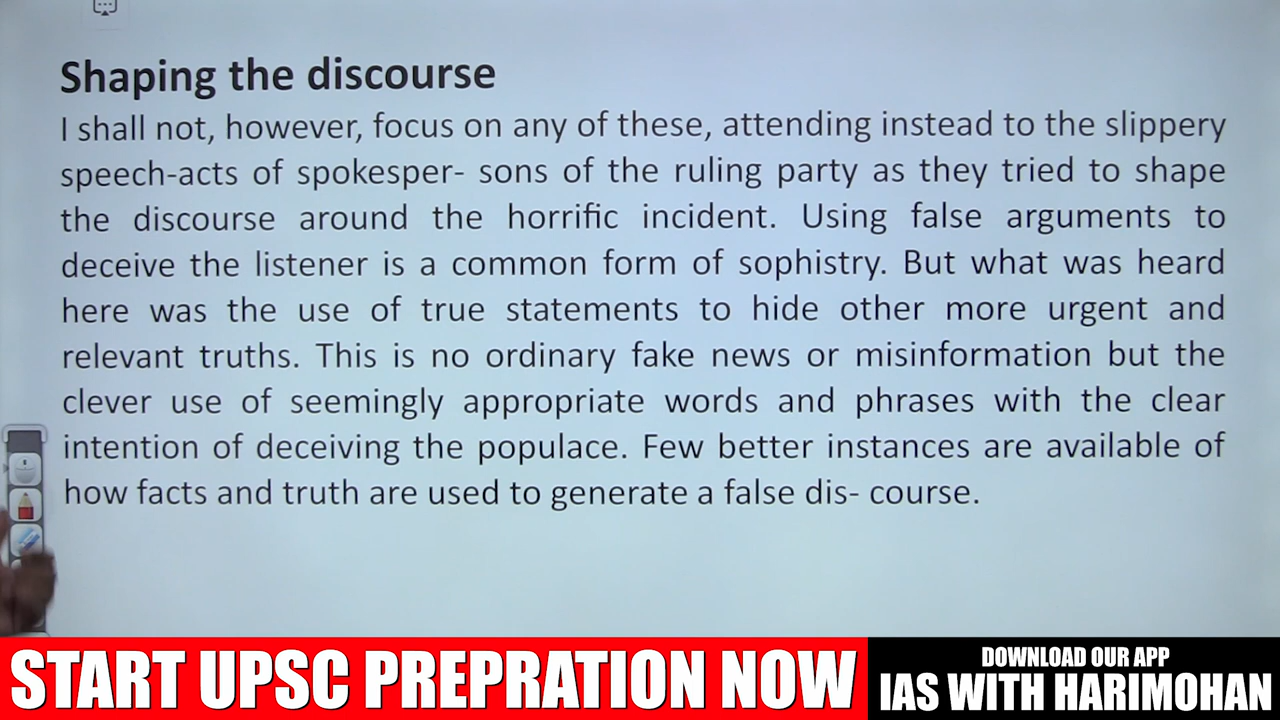 Shaping the discourse
I shall not, however, focus on any of these, attending instead to the slippery
speech-acts of spokesper- sons of the ruling party as they tried to shape
the discourse around the horrific incident. Using false arguments to
deceive the listener is a common form of sophistry. But what was heard
here was the use of true statements to hide other more urgent and
relevant truths. This is no ordinary fake news or misinformation but the
clever use of seemingly appropriate words and phrases with the clear
intention of deceiving the populace. Few better instances are available of
how facts and truth are used to generate a false dis- course.
START UPSC PREPRATION NOW
DOWNLOAD OUR APP
IAS WITH HARIMOHAN